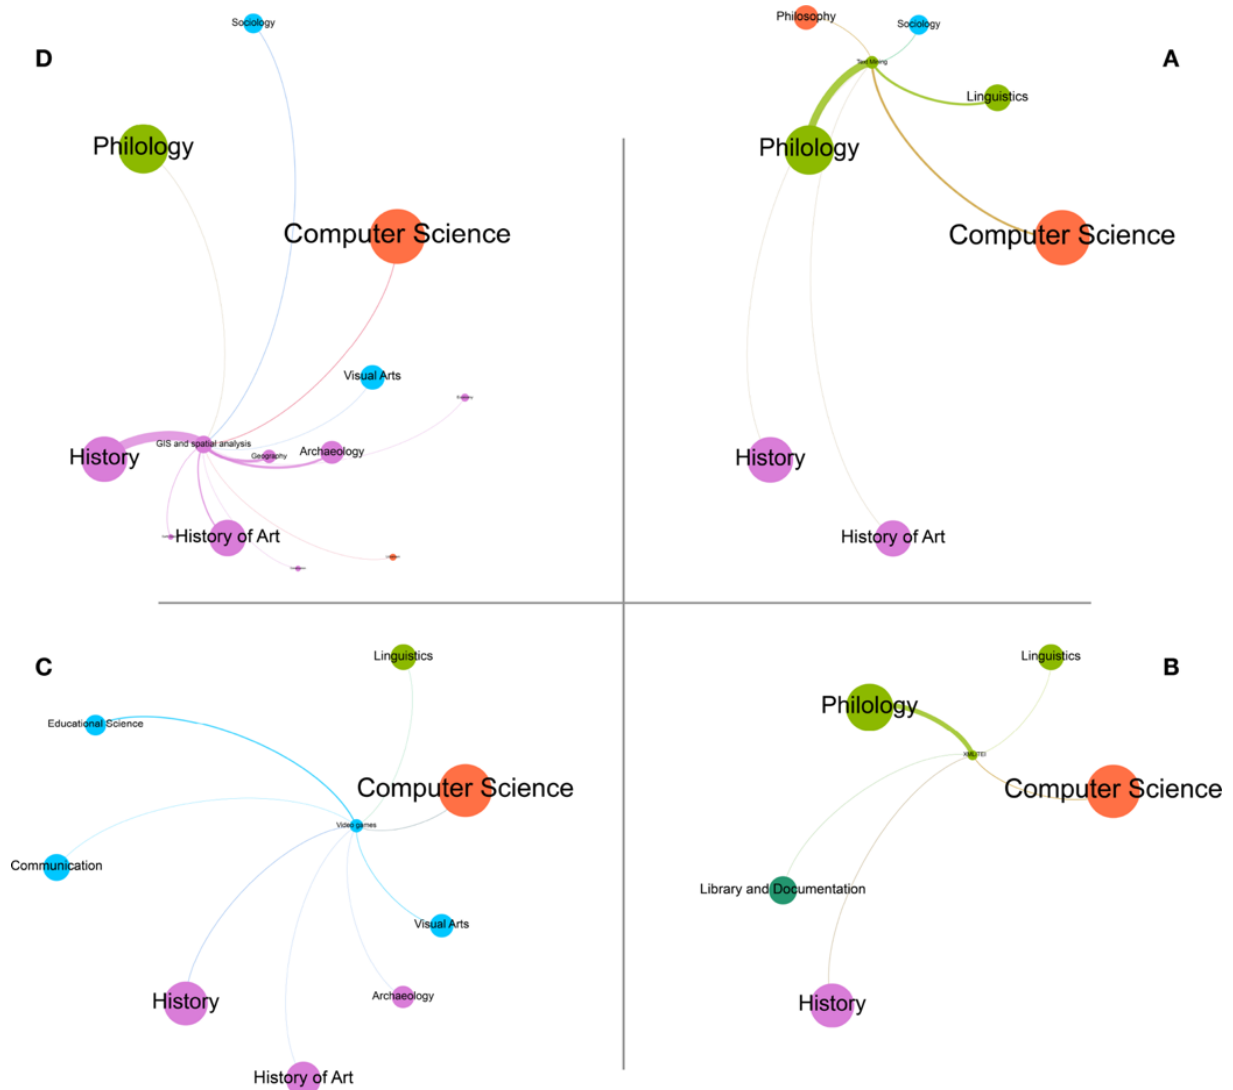 D
Sociology
Philology
Computer Science
Visual Arts
GIS and spatial analysis
History
Geography
Archaeology
History of Art
A
Philosophy
Sociology
Text Mining
Linguistics
Philology
Computer Science
History
History of Art
C
Linguistics
Educational Science
Computer Science
Video games
Communication
Visual Arts
History
Archaeology
History of Art
B
Linguistics
Philology
Computer Science
Library and Documentation
History